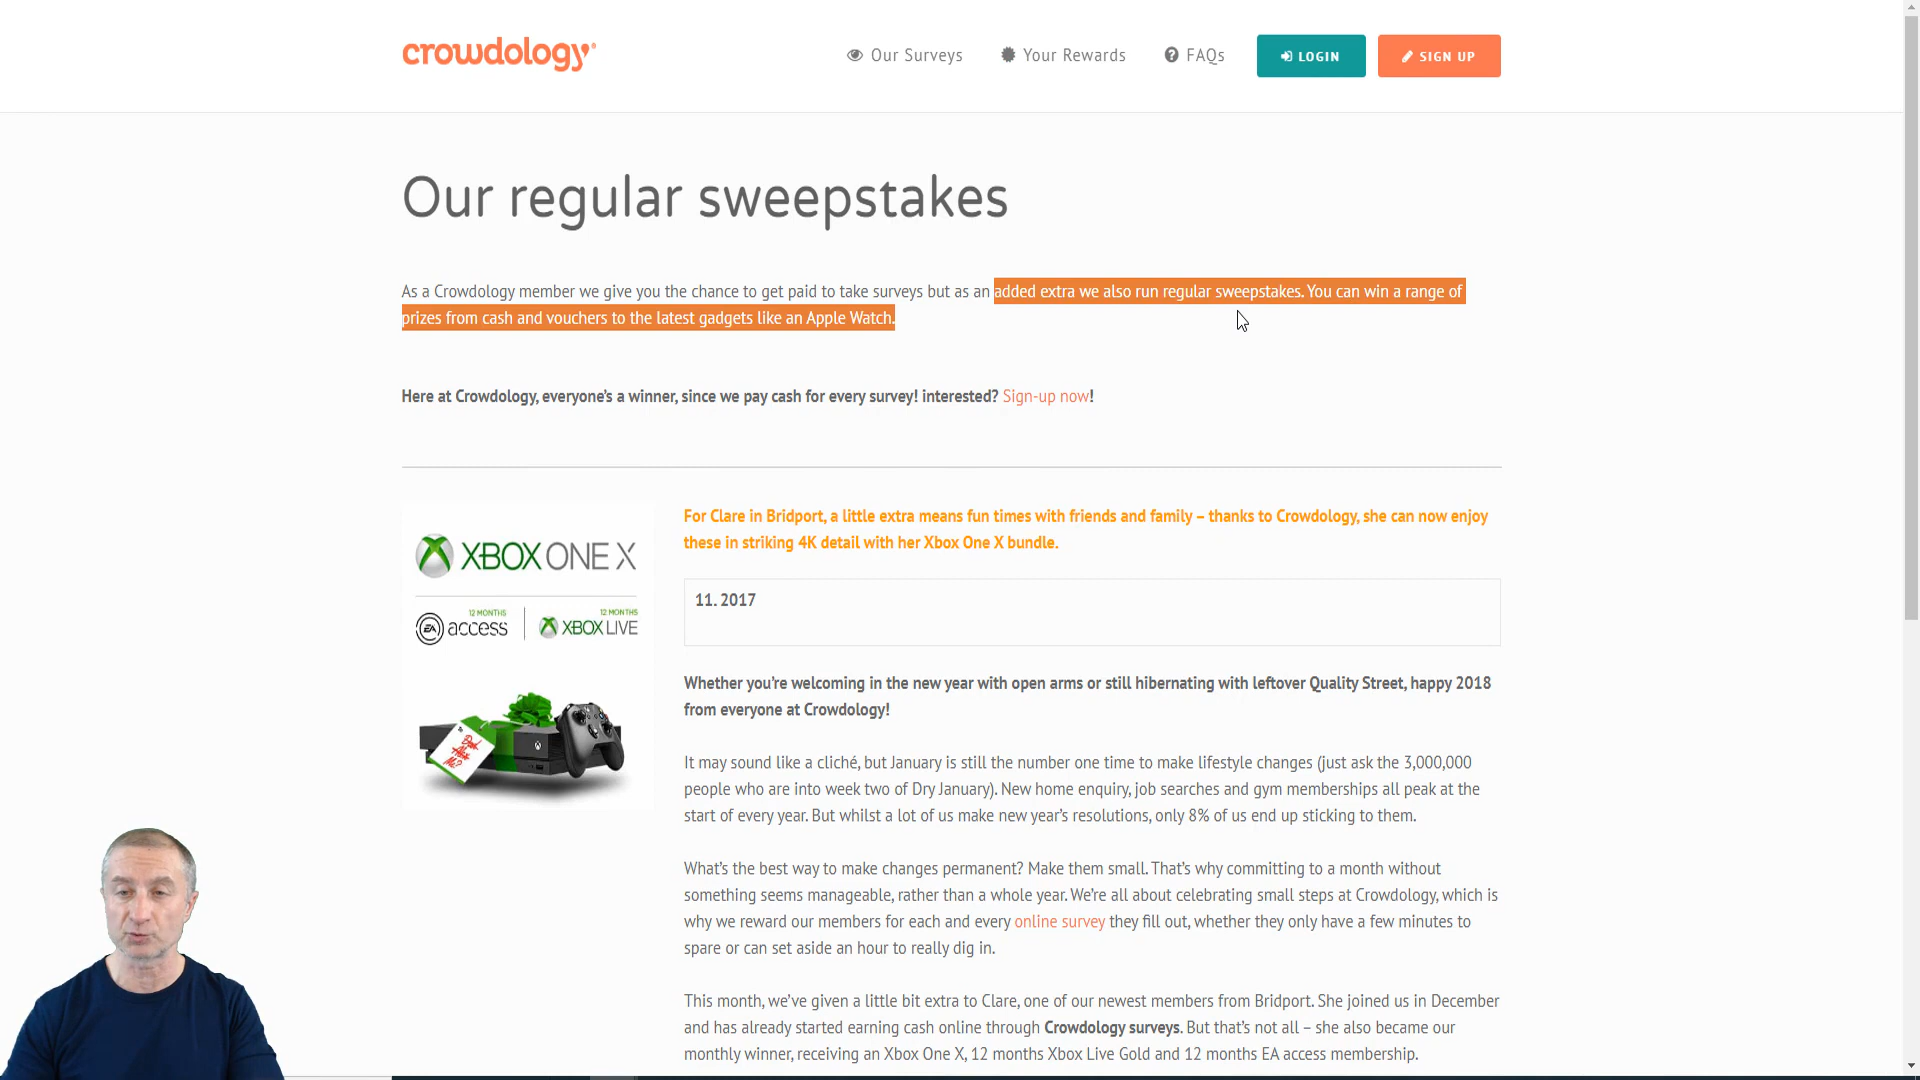 crowdology
Our Surveys
Your Rewards
FAQs
LOGIN
SIGN UP
Our regular sweepstakes
As a Crowdology member we give you the chance to get paid to take surveys but as an added extra we also run regular sweepstakes. You can win a range of
prizes from cash and vouchers to the latest gadgets like an Apple Watch.
Here at Crowdology, everyone's a winner, since we pay cash for every survey! interested? Sign-up now!
XBOX ONE X
12 MONTHS
EA access
12 MONTHS
XBOX LIVE
For Clare in Bridport, a little extra means fun times with friends and family – thanks to Crowdology, she can now enjoy
these in striking 4K detail with her Xbox One X bundle.
11. 2017
Whether you're welcoming in the new year with open arms or still hibernating with leftover Quality Street, happy 2018
from everyone at Crowdology!
It may sound like a cliché, but January is still the number one time to make lifestyle changes (just ask the 3,000,000
people who are into week two of Dry January). New home enquiry, job searches and gym memberships all peak at the
start of every year. But whilst a lot of us make new year's resolutions, only 8% of us end up sticking to them.
What's the best way to make changes permanent? Make them small. That's why committing to a month without
something seems manageable, rather than a whole year. We're all about celebrating small steps at Crowdology, which is
why we reward our members for each and every online survey they fill out, whether they only have a few minutes to
spare or can set aside an hour to really dig in.
This month, we've given a little bit extra to Clare, one of our newest members from Bridport. She joined us in December
and has already started earning cash online through Crowdology surveys. But that's not all – she also became our
monthly winner, receiving an Xbox One X, 12 months Xbox Live Gold and 12 months EA access membership.